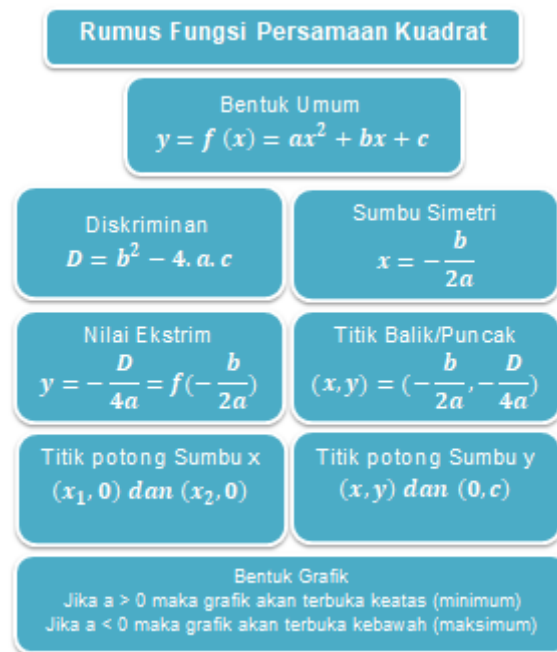 Rumus Fungsi Persamaan Kuadrat
Bentuk Umum
y = f (x) = ax² + bx + c
Diskriminan
D = b² − 4. a. c
Sumbu Simetri
x = −b/2a
Nilai Ekstrim
y = −D/4a = f(−b/2a)
Titik Balik/Puncak
(x, y) = (−b/2a, −D/4a)
Titik potong Sumbu x
(x₁, 0) dan (x₂, 0)
Titik potong Sumbu y
(x, y) dan (0, c)
Bentuk Grafik
Jika a > 0 maka grafik akan terbuka keatas (minimum)
Jika a < 0 maka grafik akan terbuka kebawah (maksimum)